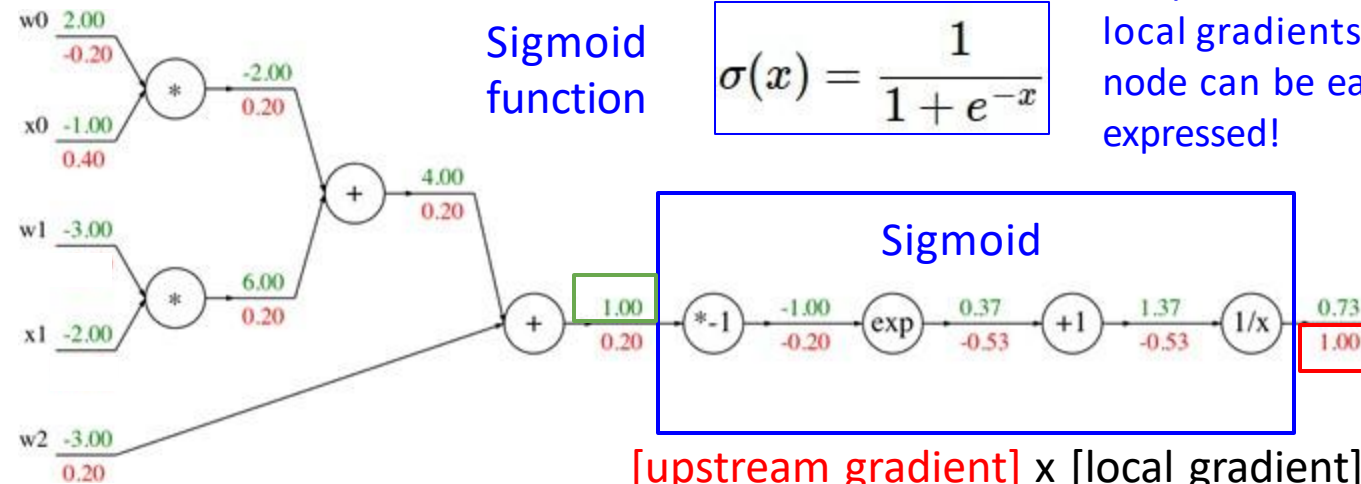 w0 2.00
-0.20
*
-2.00
0.20
x0 -1.00
0.40
Sigmoid
function
σ(x) = 1 / (1 + e^{-x})
local gradients
node can be
expressed!
+
4.00
0.20
w1 -3.00
*
6.00
0.20
x1 -2.00
Sigmoid
+
1.00
0.20
*-1
-1.00
-0.20
exp
0.37
-0.53
+1
1.37
-0.53
1/x
0.73
1.00
w2 -3.00
0.20
[upstream gradient] x [local gradient]